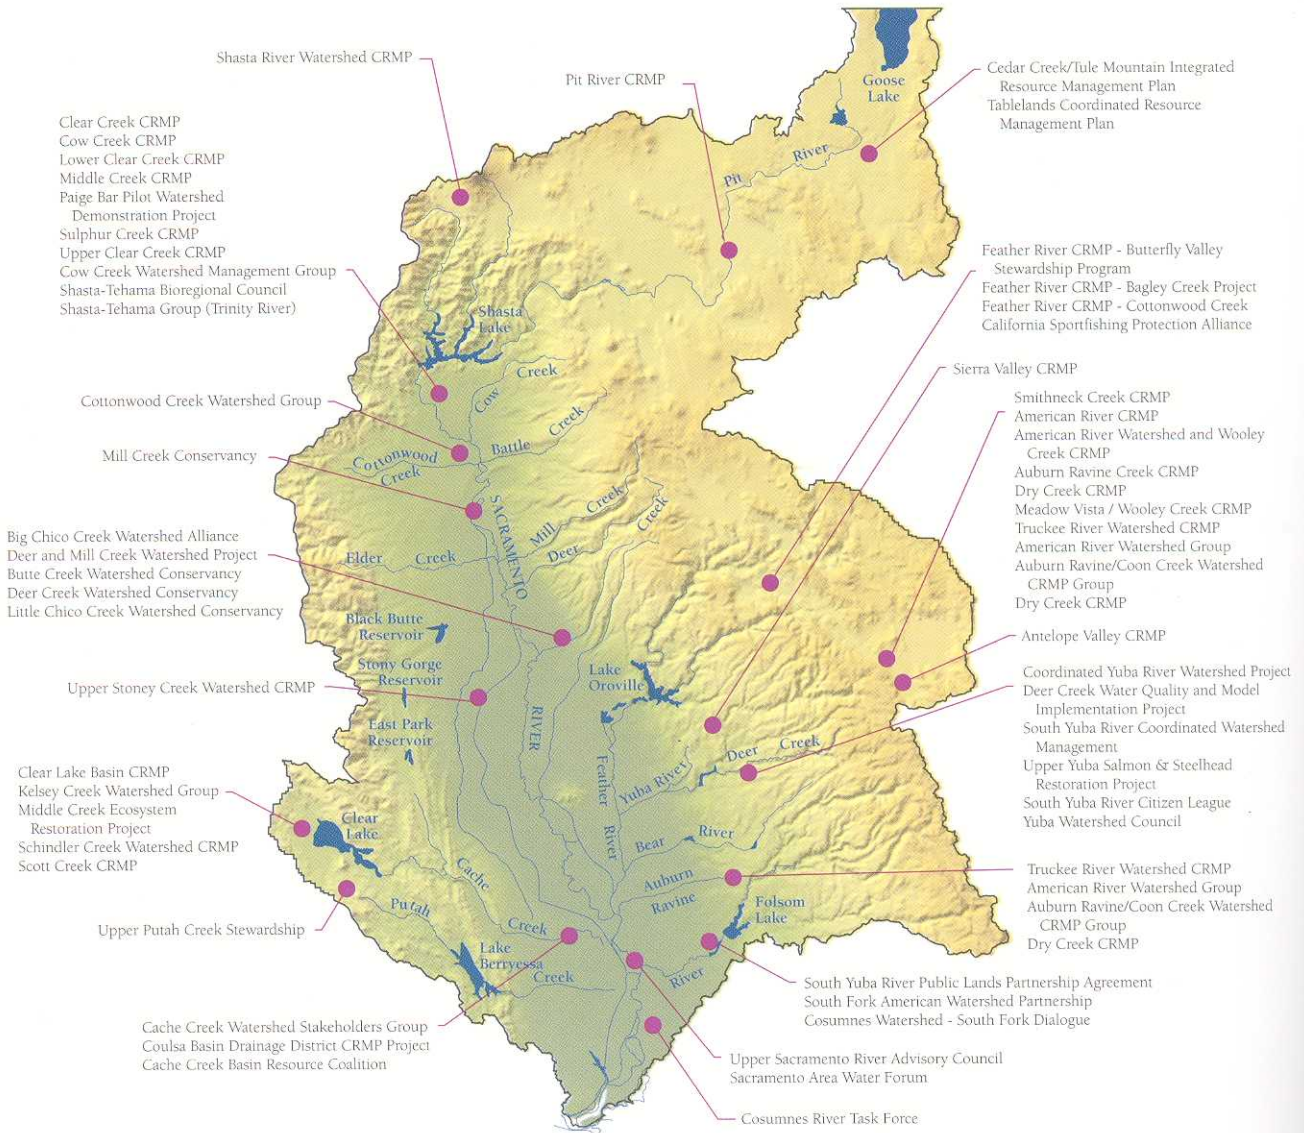 Shasta River Watershed CRMP
Pit River CRMP
Goose
Lake
Cedar Creek/Tule Mountain Integrated
Resource Management Plan
Tablelands Coordinated Resource
Management Plan
Clear Creek CRMP
Cow Creek CRMP
Lower Clear Creek CRMP
Middle Creek CRMP
Paige Bar Pilot Watershed
Demonstration Project
Sulphur Creek CRMP
Upper Clear Creek CRMP
Cow Creek Watershed Management Group
Shasta-Tehama Bioregional Council
Shasta-Tehama Group (Trinity River)
Pit River
Feather River CRMP - Butterfly Valley
Stewardship Program
Feather River CRMP - Bagley Creek Project
Feather River CRMP - Cottonwood Creek
California Sportfishing Protection Alliance
Shasta
Lake
Sierra Valley CRMP
Cow Creek
Cottonwood Creek Watershed Group
Battle Creek
Cottonwood
Creek
Mill Creek Conservancy
Smithneck Creek CRMP
American River CRMP
American River Watershed and Wooley
Creek CRMP
Auburn Ravine Creek CRMP
Dry Creek CRMP
Meadow Vista / Wooley Creek CRMP
Truckee River Watershed CRMP
American River Watershed Group
Auburn Ravine/Coon Creek Watershed
CRMP Group
Dry Creek CRMP
SACRAMENTO
RIVER
Mill Creek
Deer Creek
Elder Creek
Big Chico Creek Watershed Alliance
Deer and Mill Creek Watershed Project
Butte Creek Watershed Conservancy
Deer Creek Watershed Conservancy
Little Chico Creek Watershed Conservancy
Black Butte
Reservoir
Stony Gorge
Reservoir
Upper Stoney Creek Watershed CRMP
East Park
Reservoir
Lake
Oroville
Antelope Valley CRMP
Coordinated Yuba River Watershed Project
Deer Creek Water Quality and Model
Implementation Project
South Yuba River Coordinated Watershed
Management
Upper Yuba Salmon & Steelhead
Restoration Project
South Yuba River Citizen League
Yuba Watershed Council
Feather River
Deer Creek
Yuba River
Clear Lake Basin CRMP
Kelsey Creek Watershed Group
Middle Creek Ecosystem
Restoration Project
Schindler Creek Watershed CRMP
Scott Creek CRMP
Clear
Lake
Bear River
Auburn
Ravine
Truckee River Watershed CRMP
American River Watershed Group
Auburn Ravine/Coon Creek Watershed
CRMP Group
Dry Creek CRMP
Cache Creek
Putah Creek
Folsom
Lake
Upper Putah Creek Stewardship
Lake
Berryessa
River
South Yuba River Public Lands Partnership Agreement
South Fork American Watershed Partnership
Cosumnes Watershed - South Fork Dialogue
Cache Creek Watershed Stakeholders Group
Coulsa Basin Drainage District CRMP Project
Cache Creek Basin Resource Coalition
Upper Sacramento River Advisory Council
Sacramento Area Water Forum
Cosumnes River Task Force